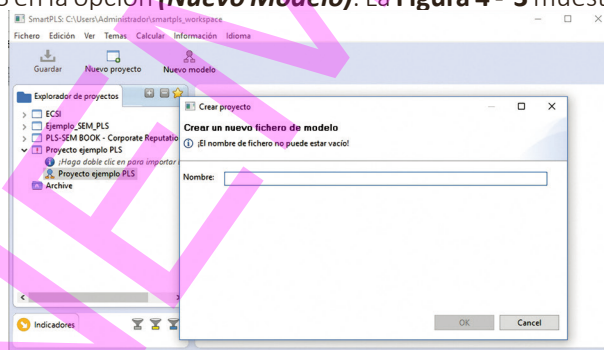 en la opción (Nuevo Modelo). La Figura 4 - 3 muest
SmartPLS: C:\Users\Administrador\smartpls_workspace
Fichero Edición Ver Temas Calcular Información Idioma
Guardar Nuevo proyecto Nuevo modelo
Explorador de proyectos
ECSI
Ejemplo_SEM_PLS
PLS-SEM BOOK - Corporate Reputatio
Proyecto ejemplo PLS
¡Haga doble clic en para importar
Proyecto ejemplo PLS
Archive
Indicadores
Crear proyecto
Crear un nuevo fichero de modelo
¡El nombre de fichero no puede estar vacío!
Nombre:
OK Cancel